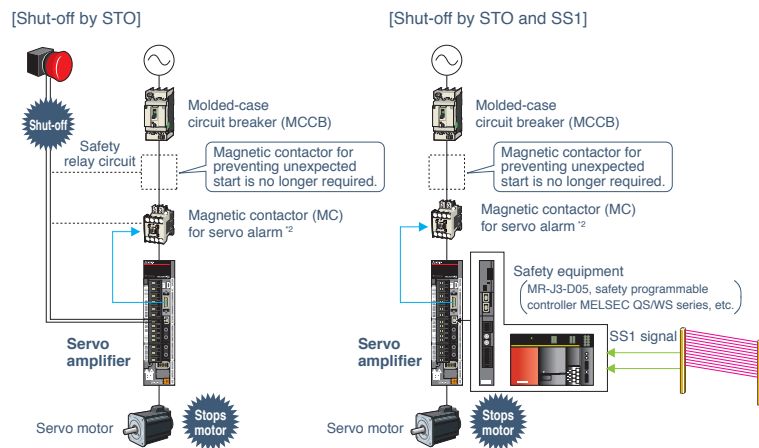 [Shut-off by STO]
Shut-off
Safety
relay circuit
Molded-case
circuit breaker (MCCB)
Magnetic contactor for
preventing unexpected
start is no longer required.
Magnetic contactor (MC)
for servo alarm *2
Servo
amplifier
Servo motor
Stops
motor
[Shut-off by STO and SS1]
Molded-case
circuit breaker (MCCB)
Magnetic contactor for
preventing unexpected
start is no longer required.
Magnetic contactor (MC)
for servo alarm *2
Safety equipment
(MR-J3-D05, safety programmable
controller MELSEC QS/WS series, etc.)
SS1 signal
Servo
amplifier
Servo motor
Stops
motor